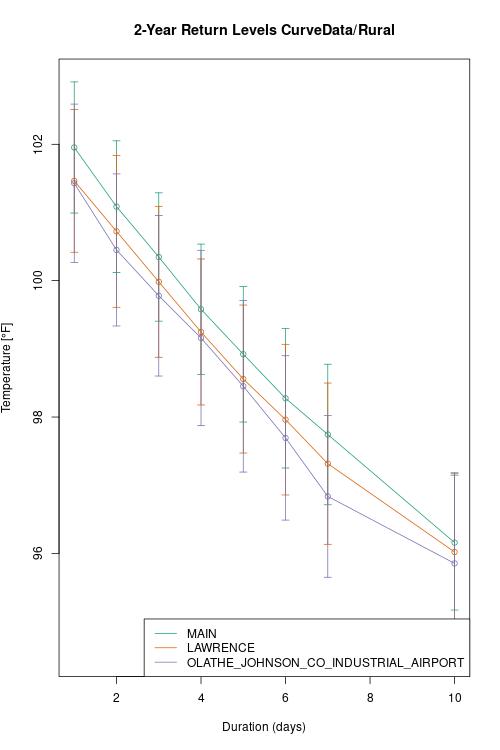 2-Year Return Levels CurveData/Rural
Temperature [°F]
102
100
98
96
MAIN
LAWRENCE
OLATHE_JOHNSON_CO_INDUSTRIAL_AIRPORT
2
4
6
8
10
Duration (days)